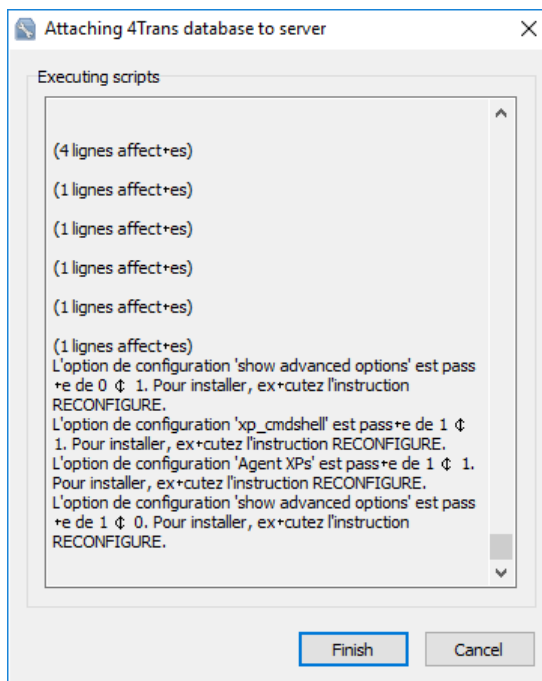 Attaching 4Trans database to server
Executing scripts
(4 lignes affect+es)
(1 lignes affect+es)
(1 lignes affect+es)
(1 lignes affect+es)
(1 lignes affect+es)
(1 lignes affect+es)
L'option de configuration 'show advanced options' est pass
+e de 0 ¢ 1. Pour installer, ex+cutez l'instruction
RECONFIGURE.
L'option de configuration 'xp_cmdshell' est pass+e de 1 ¢
1. Pour installer, ex+cutez l'instruction RECONFIGURE.
L'option de configuration 'Agent XPs' est pass+e de 1 ¢ 1.
Pour installer, ex+cutez l'instruction RECONFIGURE.
L'option de configuration 'show advanced options' est pass
+e de 1 ¢ 0. Pour installer, ex+cutez l'instruction
RECONFIGURE.
Finish
Cancel